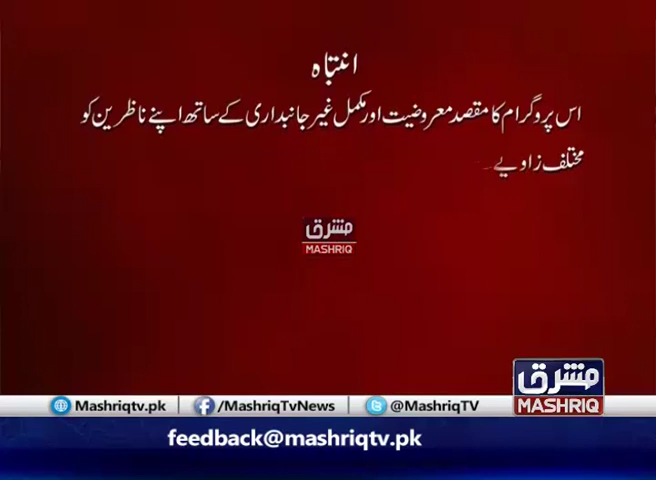 انتباہ
اس پروگرام کا مقصد معروضیت اور مکمل غیر جانبداری کے ساتھ اپنے ناظرین کو
مختلف زاویے
مشرق
MASHRIQ
مشرق
MASHRIQ
Mashriqtv.pk /MashriqTvNews @MashriqTV
feedback@mashriqtv.pk